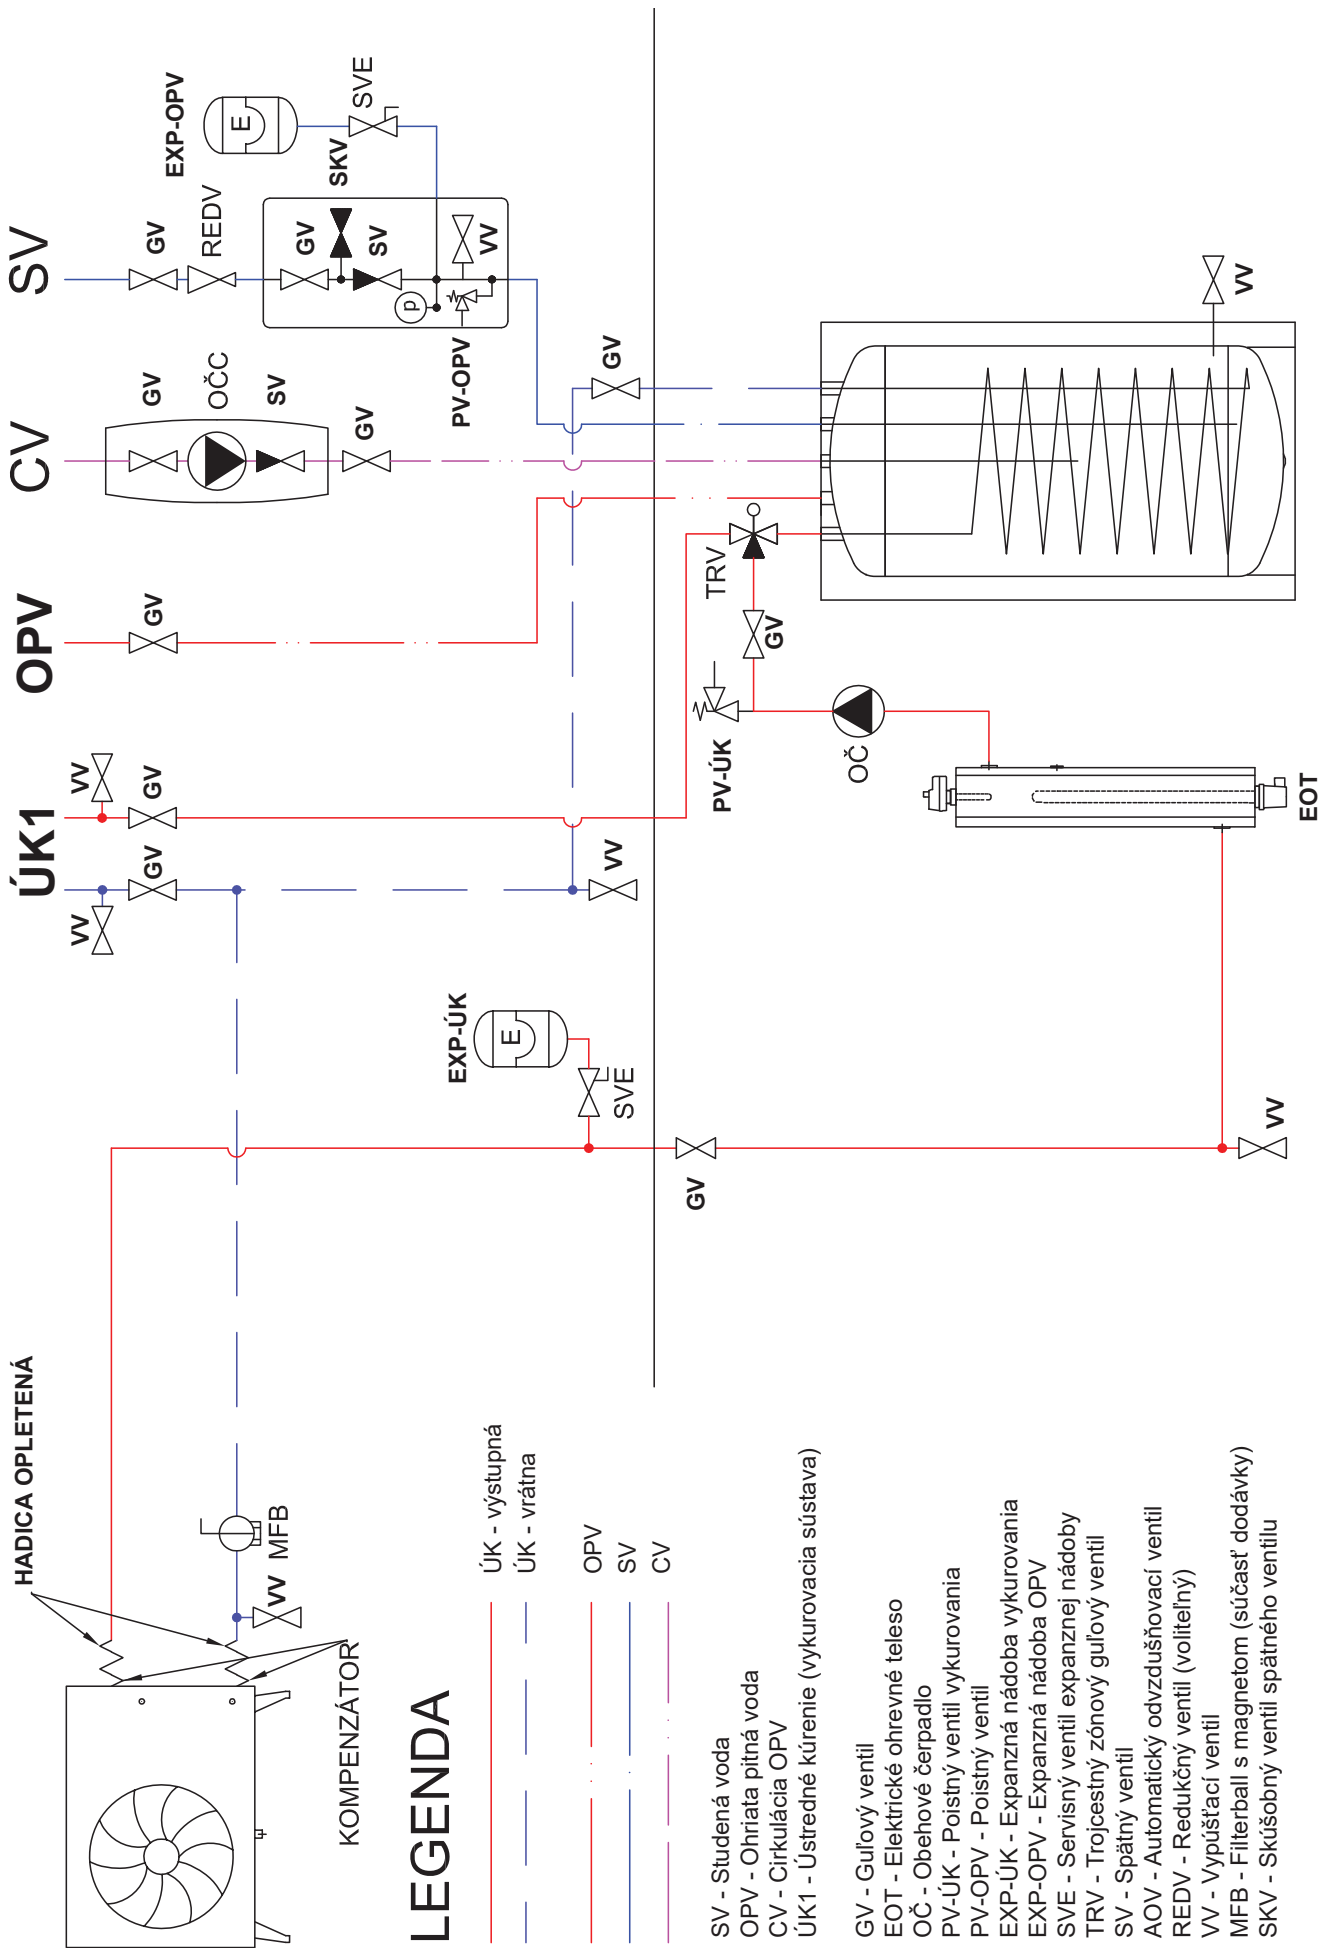 HADICA OPLETENÁ
KOMPENZÁTOR
VV
MFB
ÚK1
VV
GV
VV
GV
OPV
GV
CV
GV
OČC
SV
GV
SV
GV
REDV
EXP-OPV
E
SVE
SKV
GV
SV
VV
p
PV-OPV
GV
VV
EXP-ÚK
E
SVE
GV
VV
TRV
GV
PV-ÚK
OČ
EOT
VV
VV
LEGENDA
ÚK - výstupná
ÚK - vrátna
OPV
SV
CV
SV - Studená voda
OPV - Ohriata pitná voda
CV - Cirkulácia OPV
ÚK1 - Ústredné kúrenie (vykurovacia sústava)
GV - Guľový ventil
EOT - Elektrické ohrevné teleso
OČ - Obehové čerpadlo
PV-ÚK - Poistný ventil vykurovania
PV-OPV - Poistný ventil
EXP-ÚK - Expanzná nádoba vykurovania
EXP-OPV - Expanzná nádoba OPV
SVE - Servisný ventil expanznej nádoby
TRV - Trojcestný zónový guľový ventil
SV - Spätný ventil
AOV - Automatický odvzdušňovací ventil
REDV - Redukčný ventil (voliteľný)
VV - Vypúšťací ventil
MFB - Filterball s magnetom (súčasť dodávky)
SKV - Skúšobný ventil spätného ventilu